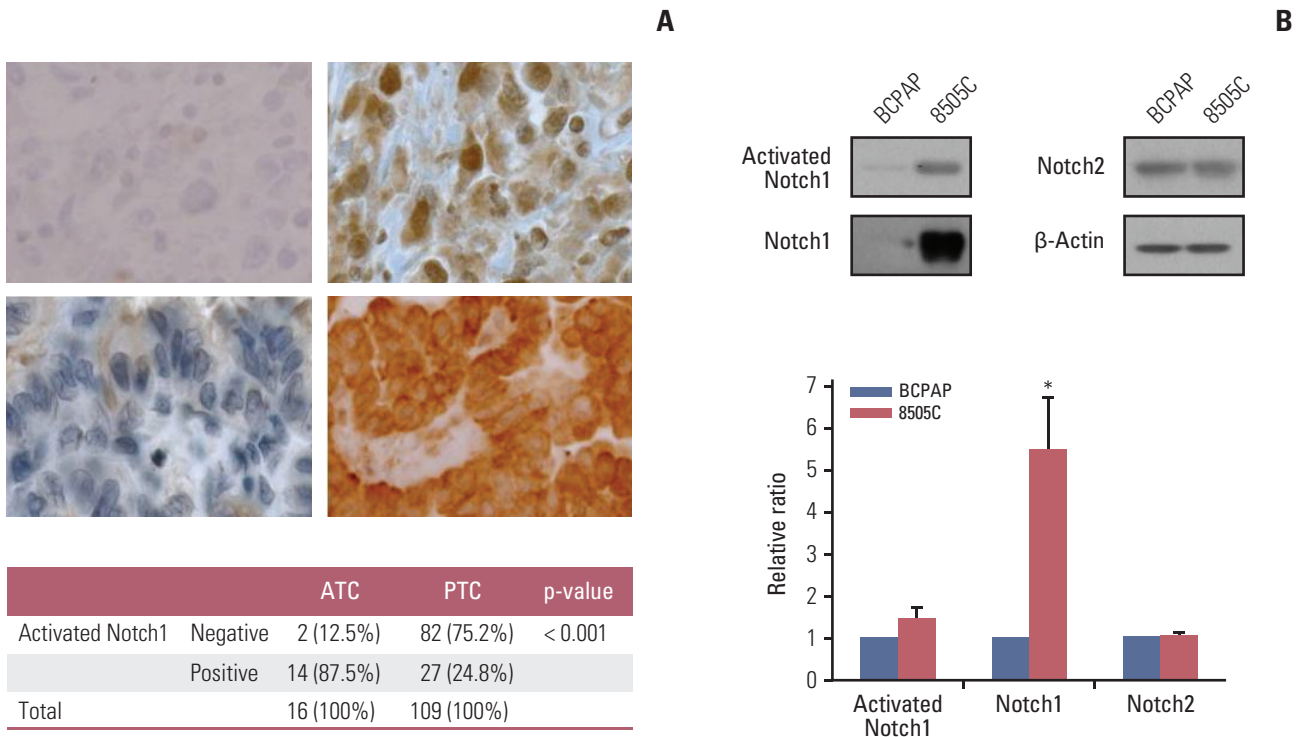 A
ATC PTC p-value
Activated Notch1 Negative 2 (12.5%) 82 (75.2%) < 0.001
Positive 14 (87.5%) 27 (24.8%)
Total 16 (100%) 109 (100%)
B
BCPAP 8505C
Activated
Notch1
Notch1
BCPAP 8505C
Notch2
β-Actin
Relative ratio
7
6
5
4
3
2
1
0
BCPAP
8505C
*
Activated
Notch1
Notch1
Notch2